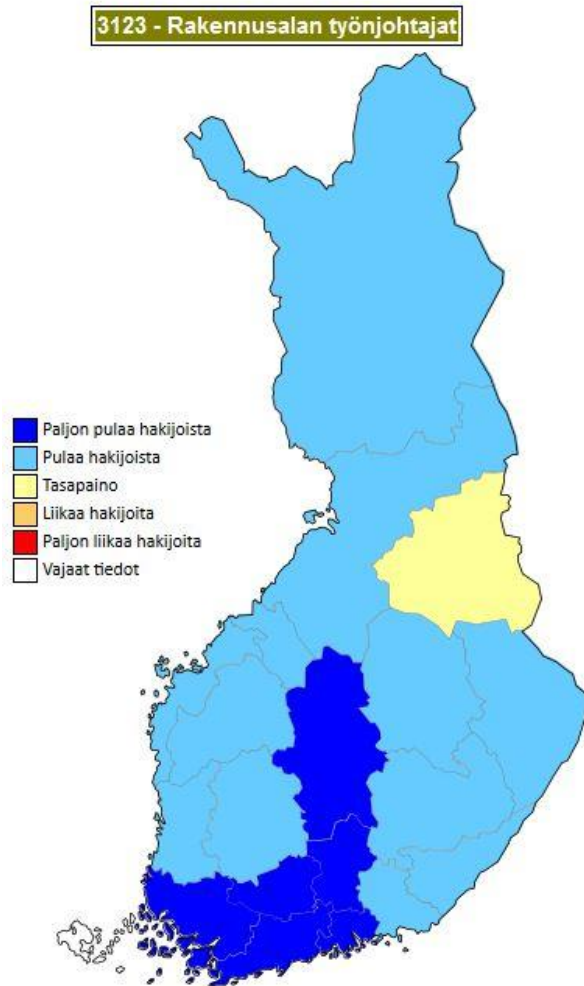 3123 - Rakennusalan työnjohtajat
Paljon pulaa hakijoista
Pulaa hakijoista
Tasapaino
Liikaa hakijoita
Paljon liikaa hakijoita
Vajaat tiedot